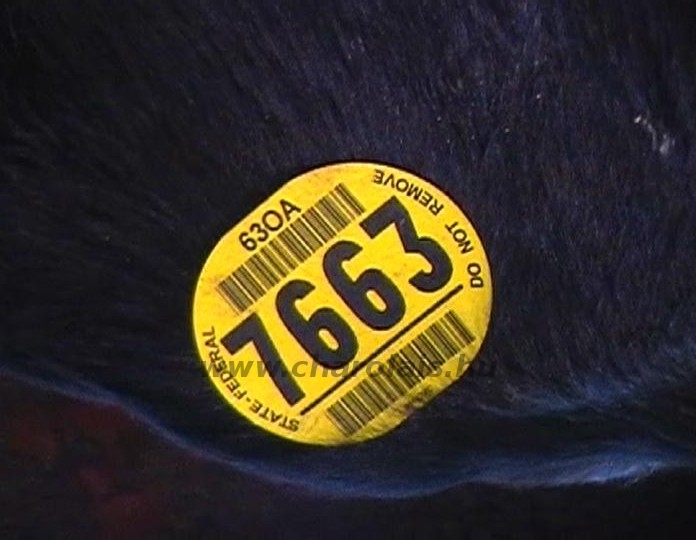 63OA
7663
STATE-FEDERAL
DO NOT REMOVE
www.charolais.hu